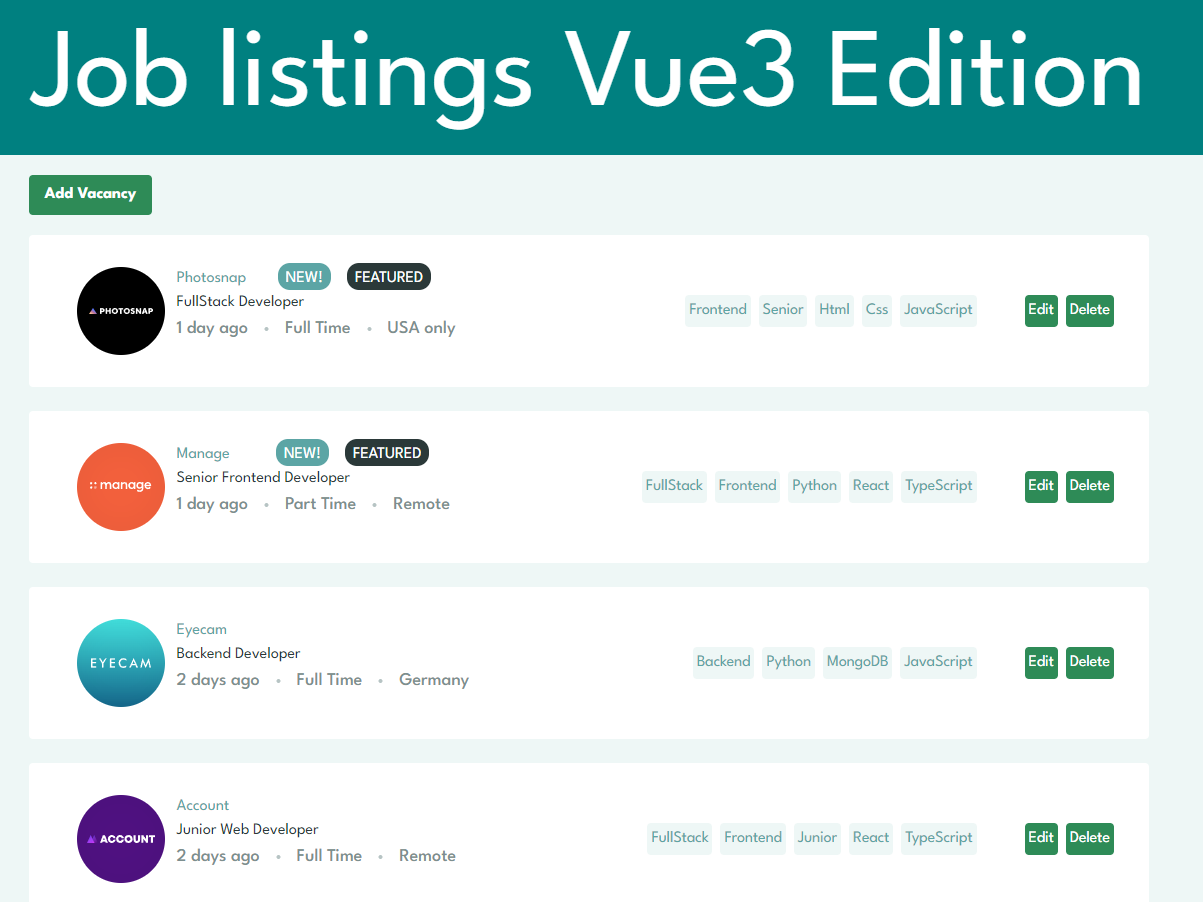 Job listings Vue3 Edition
Add Vacancy
PHOTOSNAP
Photosnap NEW! FEATURED
FullStack Developer
1 day ago • Full Time • USA only
Frontend Senior Html Css JavaScript Edit Delete
manage
Manage NEW! FEATURED
Senior Frontend Developer
1 day ago • Part Time • Remote
FullStack Frontend Python React TypeScript Edit Delete
EYECAM
Eyecam
Backend Developer
2 days ago • Full Time • Germany
Backend Python MongoDB JavaScript Edit Delete
ACCOUNT
Account
Junior Web Developer
2 days ago • Full Time • Remote
FullStack Frontend Junior React TypeScript Edit Delete